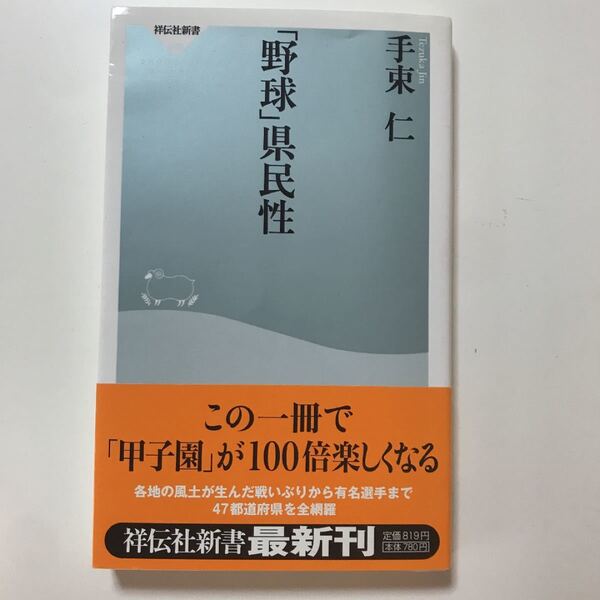 祥伝社新書
「野球」県民性
手束 仁
Tezuka Jin
この一冊で
「甲子園」が100倍楽しくなる
各地の風土が生んだ戦いぶりから有名選手まで
47都道府県を全網羅
祥伝社新書 最新刊
定価819円
本体780円